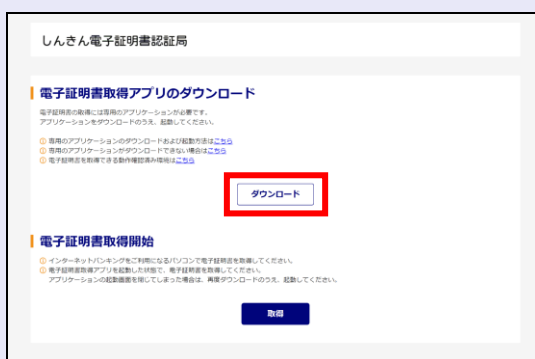 しんきん電子証明書認証局
電子証明書取得アプリのダウンロード
電子証明書の取得には専用のアプリケーションが必要です。
アプリケーションをダウンロードのうえ、起動してください。
専用のアプリケーションのダウンロードおよび起動方法はこちら
専用のアプリケーションがダウンロードできない場合はこちら
電子証明書を取得できる動作確認済み環境はこちら
ダウンロード
電子証明書取得開始
インターネットバンキングをご利用になるパソコンで電子証明書を取得してください。
電子証明書取得アプリを起動した状態で、電子証明書を取得してください。
アプリケーションの起動画面を閉じてしまった場合は、再度ダウンロードのうえ、起動してください。
取得